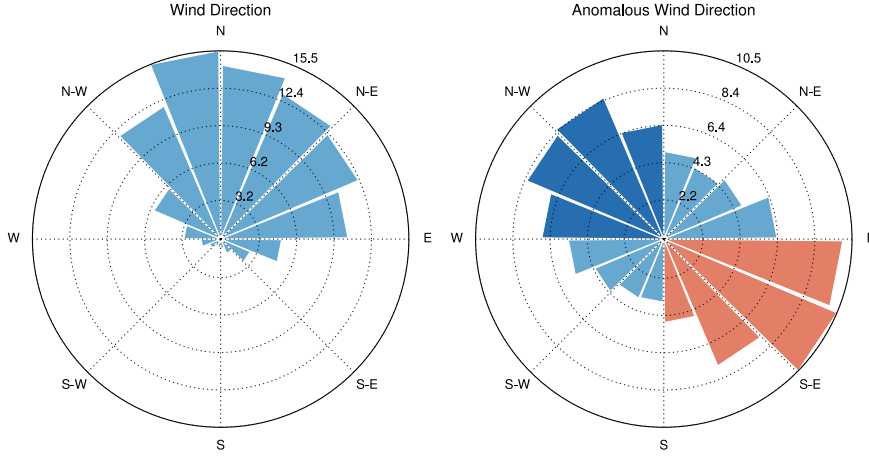 Wind Direction
N
15.5
N-W
12.4
N-E
9.3
6.2
3.2
W
E
S-W
S-E
S
Anomalous Wind Direction
N
10.5
N-W
8.4
N-E
6.4
4.3
2.2
W
S-W
S-E
S